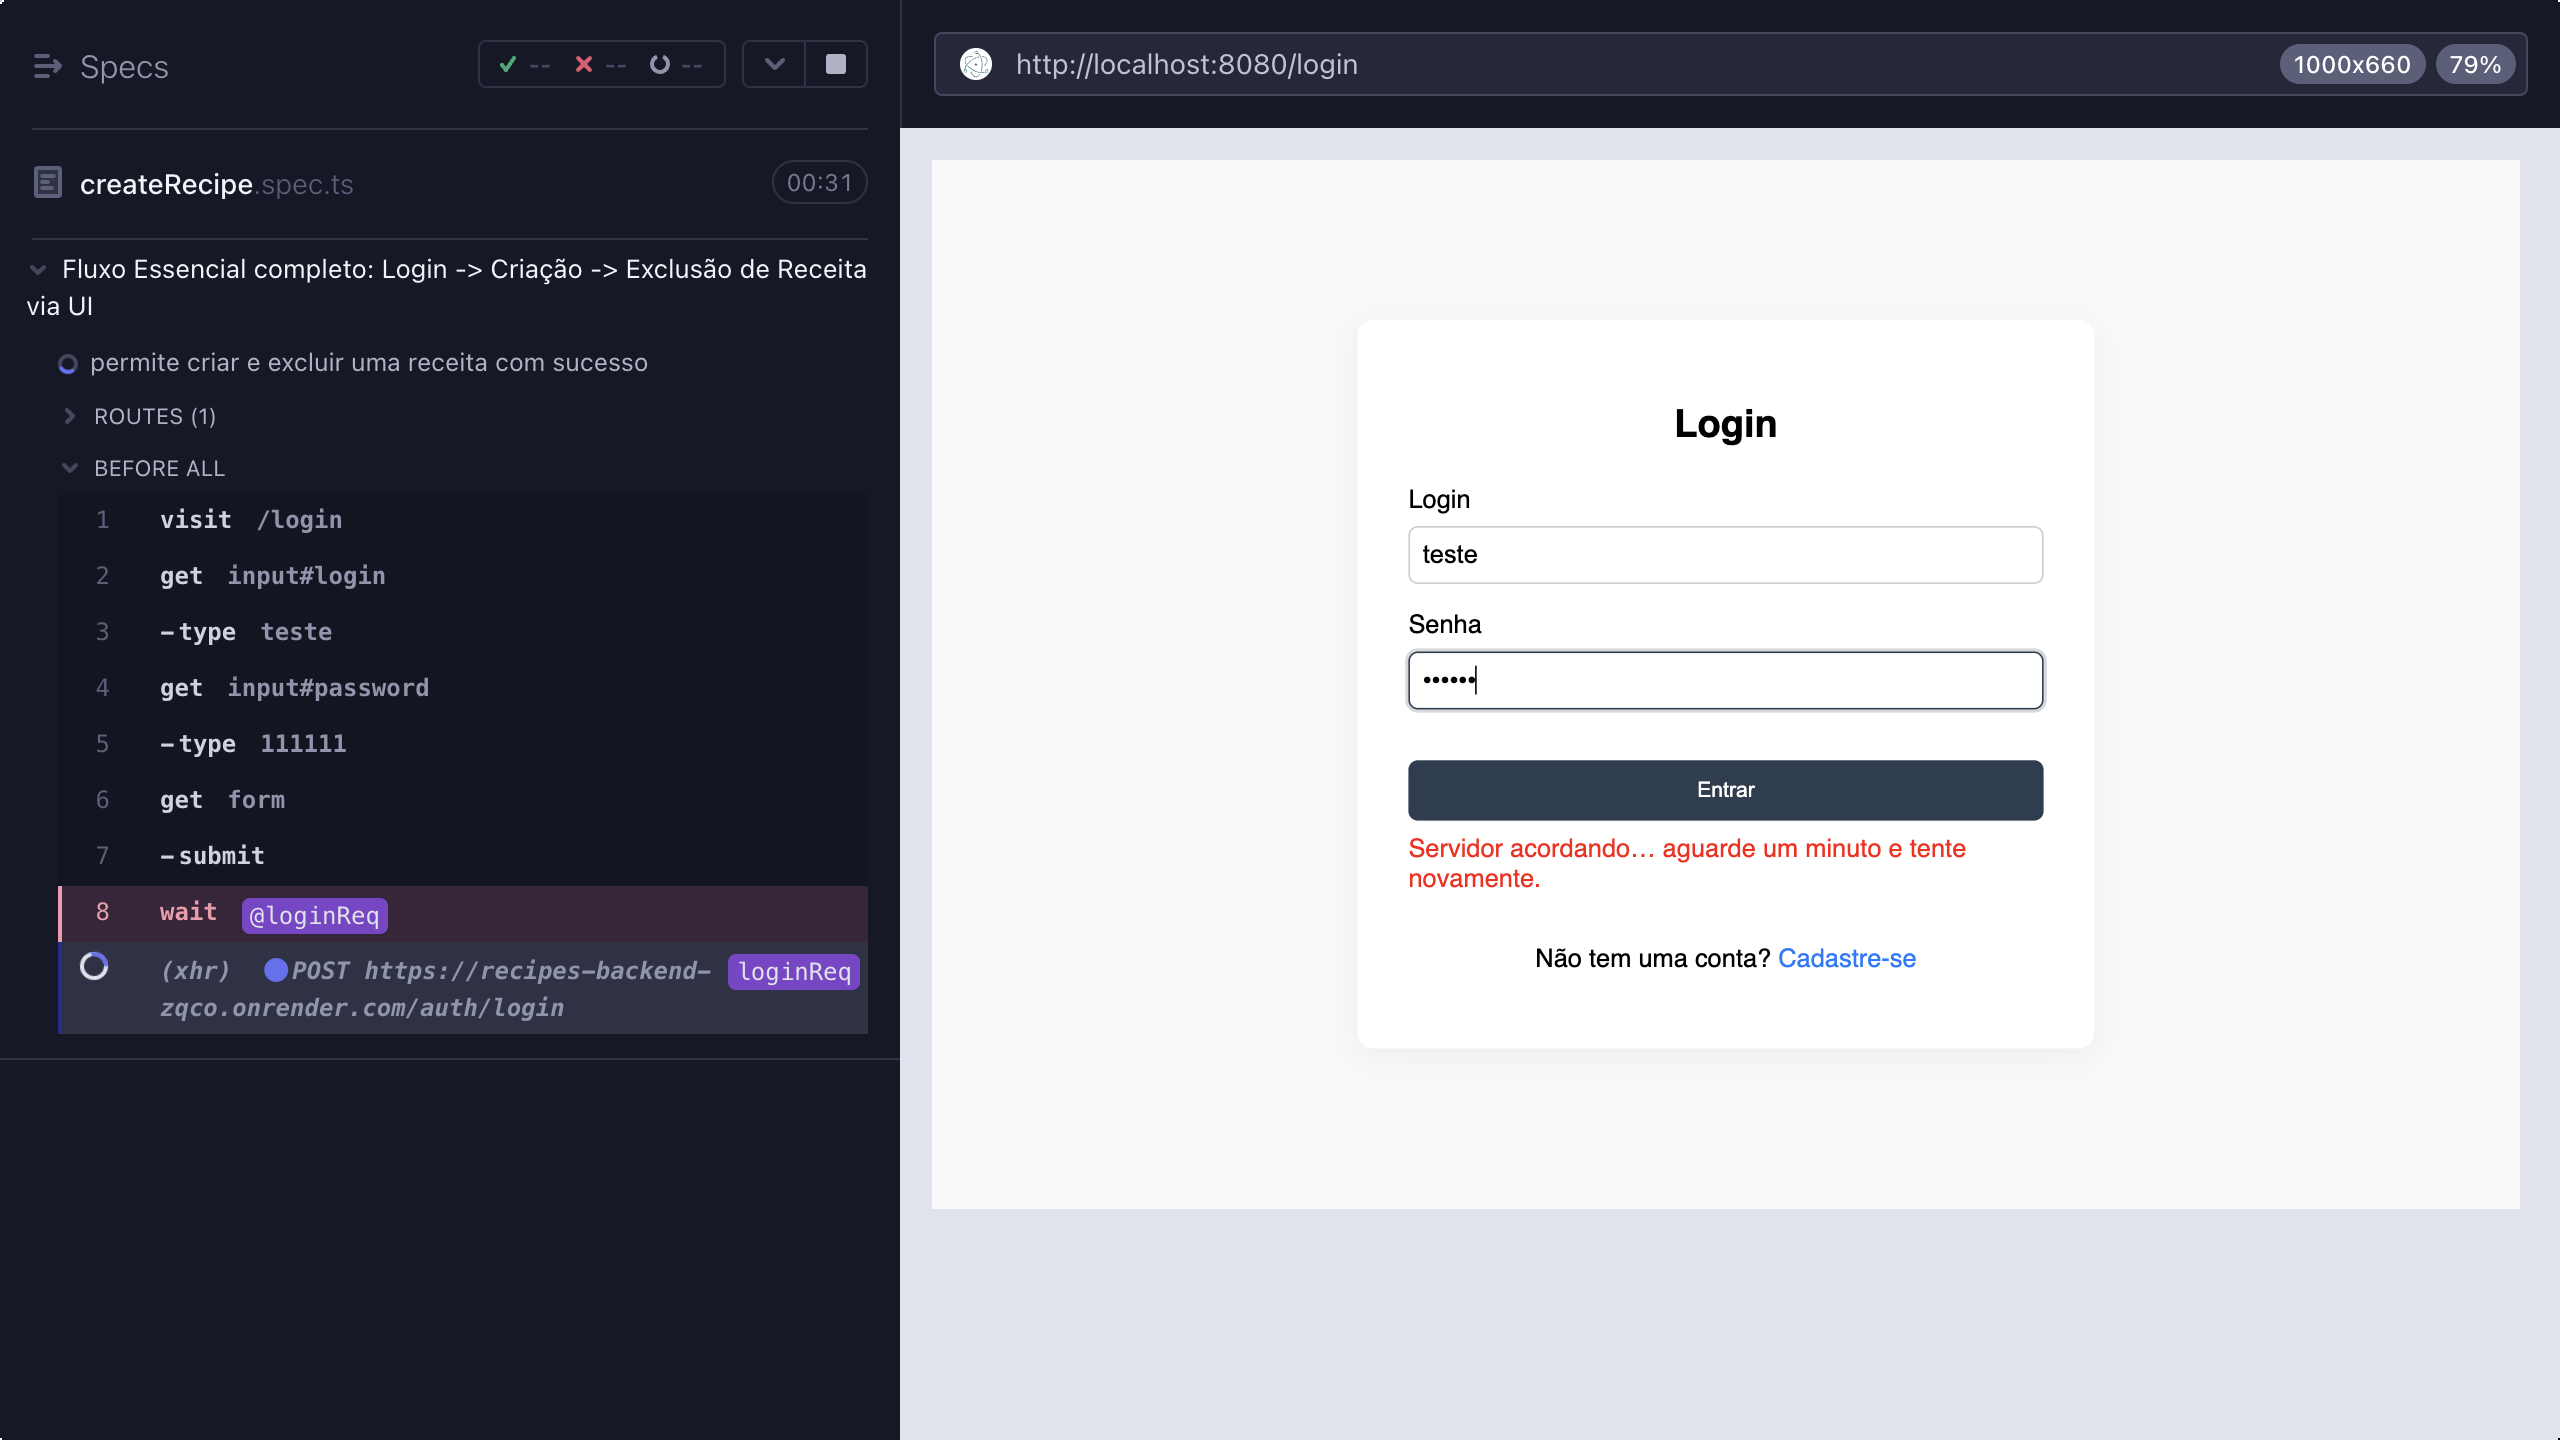 Specs
-- -- --
createRecipe.spec.ts
00:31
Fluxo Essencial completo: Login -> Criação -> Exclusão de Receita
via UI
permite criar e excluir uma receita com sucesso
ROUTES (1)
BEFORE ALL
1 visit /login
2 get input#login
3 -type teste
4 get input#password
5 -type 111111
6 get form
7 -submit
8 wait @loginReq
(xhr) POST https://recipes-backend- loginReq
zqco.onrender.com/auth/login
http://localhost:8080/login
1000x660 79%
Login
Login
teste
Senha
••••••
Entrar
Servidor acordando… aguarde um minuto e tente
novamente.
Não tem uma conta? Cadastre-se